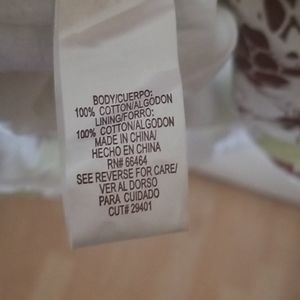 BODY/CUERPO:
100% COTTON/ALGODON
LINING/FORRO:
100% COTTON/ALGODON
MADE IN CHINA/
HECHO EN CHINA
RN# 66464
SEE REVERSE FOR CARE/
VER AL DORSO
PARA CUIDADO
CUT# 29401